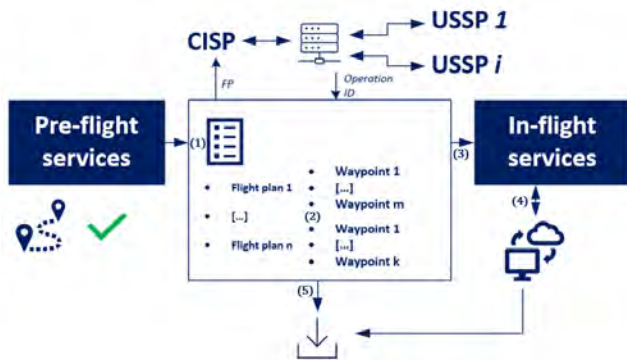 USSP 1
CISP
USSP i
FP
Operation
ID
Pre-flight
services
(1)
(3)
In-flight
services
Flight plan 1
[...]
Flight plan n
(2)
Waypoint 1
[...]
Waypoint m
Waypoint 1
[...]
Waypoint k
(4)
(5)